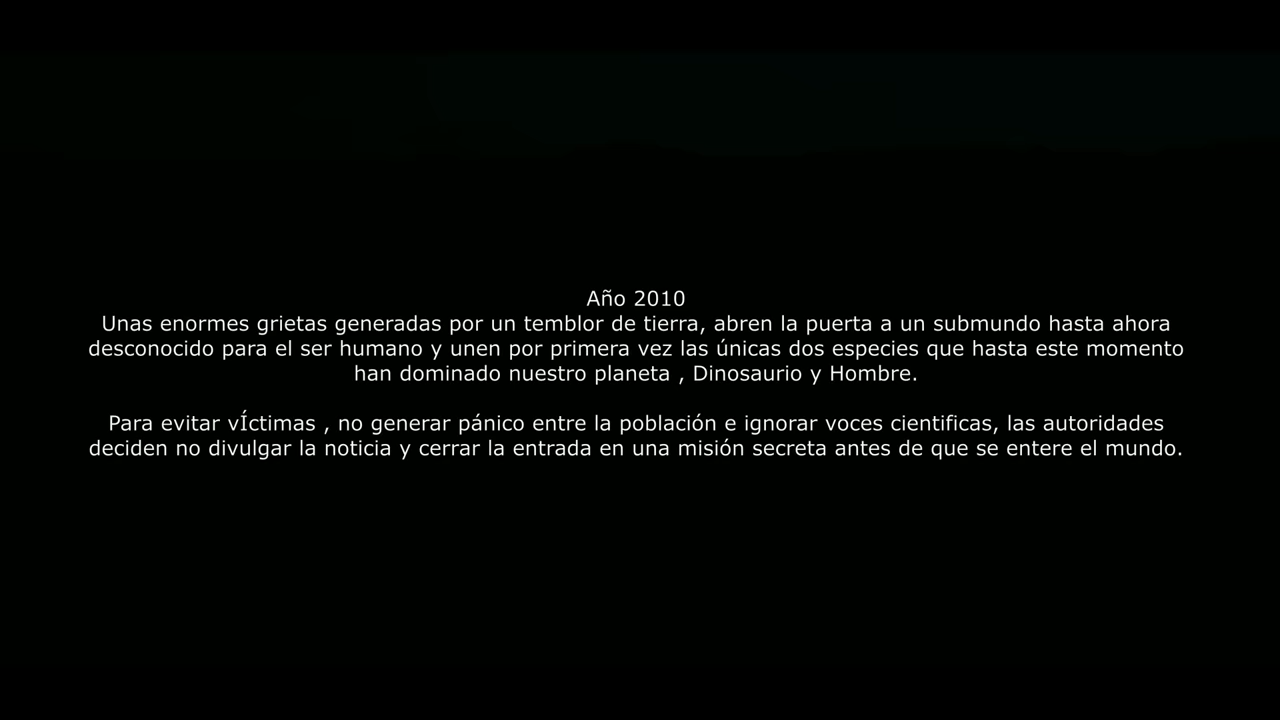 Año 2010
Unas enormes grietas generadas por un temblor de tierra, abren la puerta a un submundo hasta ahora
desconocido para el ser humano y unen por primera vez las únicas dos especies que hasta este momento
han dominado nuestro planeta , Dinosaurio y Hombre.
Para evitar vÍctimas , no generar pánico entre la población e ignorar voces cientificas, las autoridades
deciden no divulgar la noticia y cerrar la entrada en una misión secreta antes de que se entere el mundo.